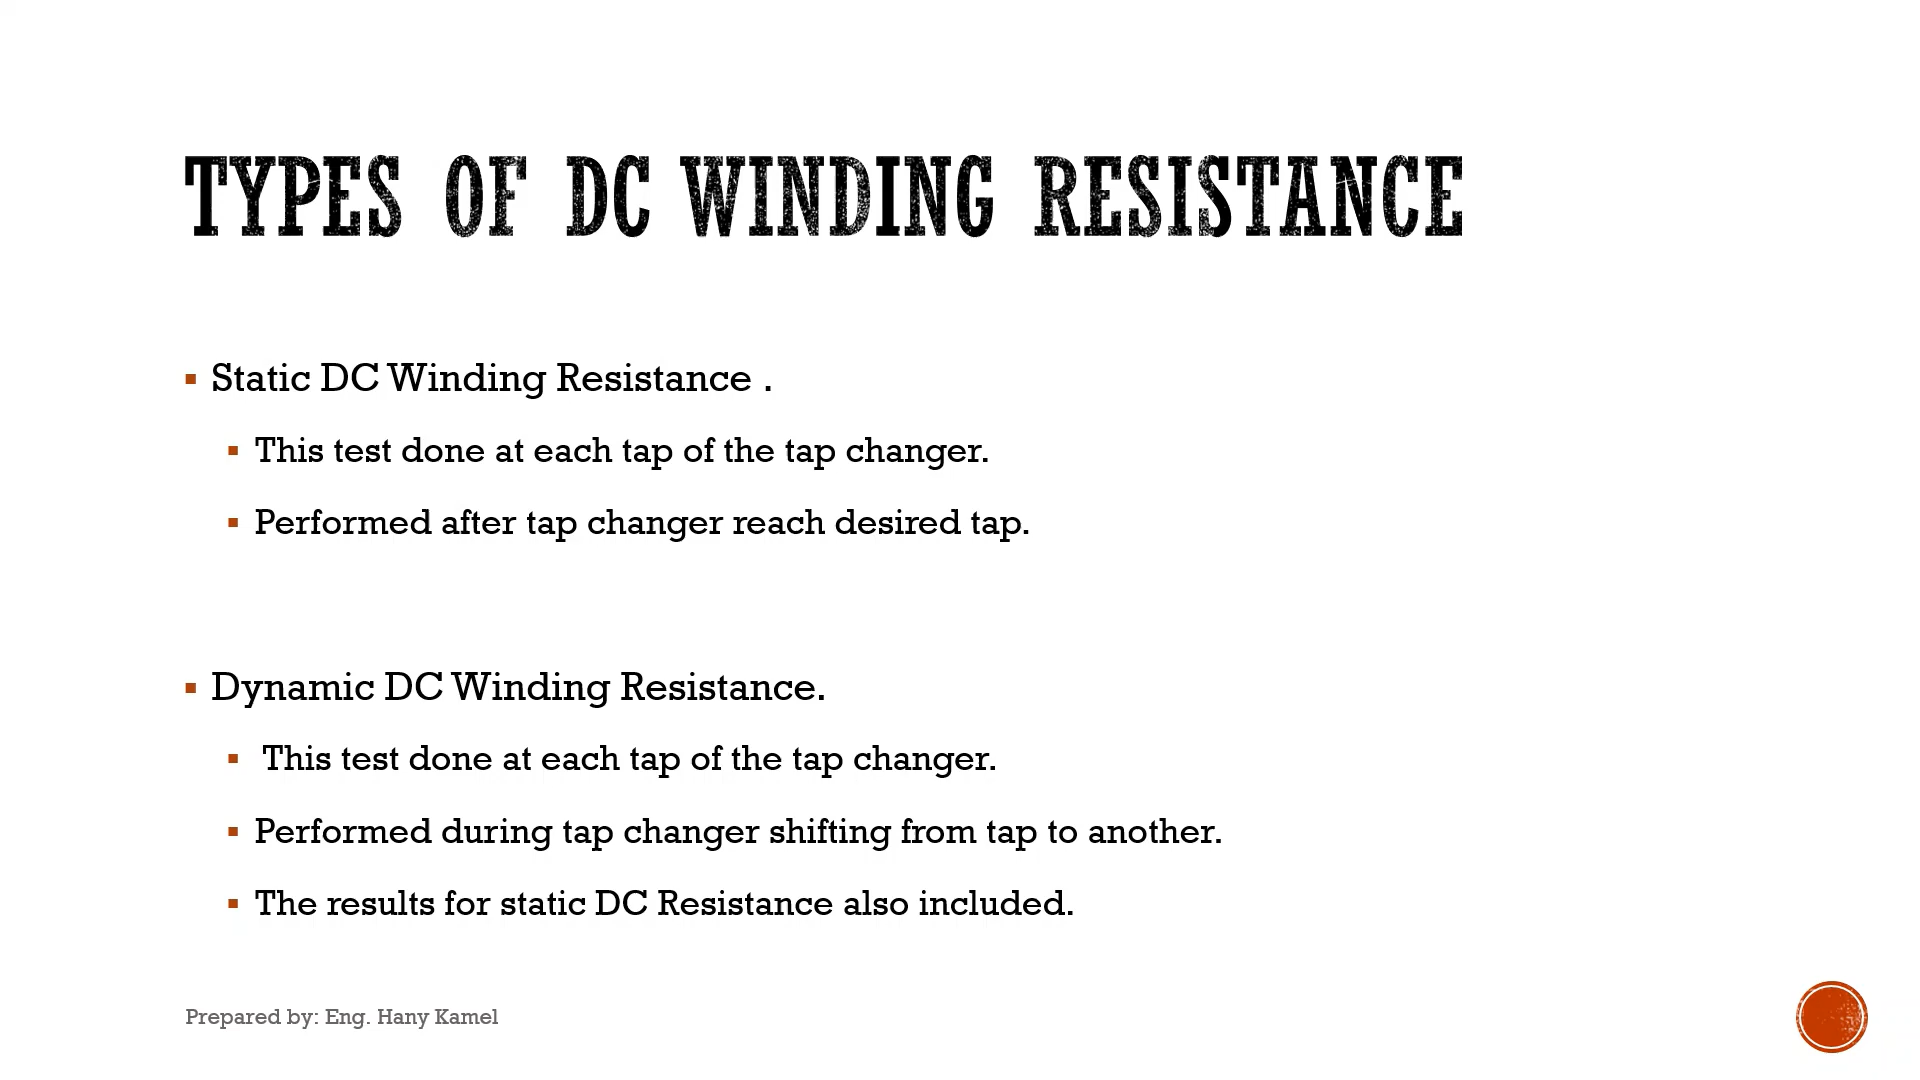 TYPES OF DC WINDING RESISTANCE
▪ Static DC Winding Resistance .
▪ This test done at each tap of the tap changer.
▪ Performed after tap changer reach desired tap.
▪ Dynamic DC Winding Resistance.
▪ This test done at each tap of the tap changer.
▪ Performed during tap changer shifting from tap to another.
▪ The results for static DC Resistance also included.
Prepared by: Eng. Hany Kamel